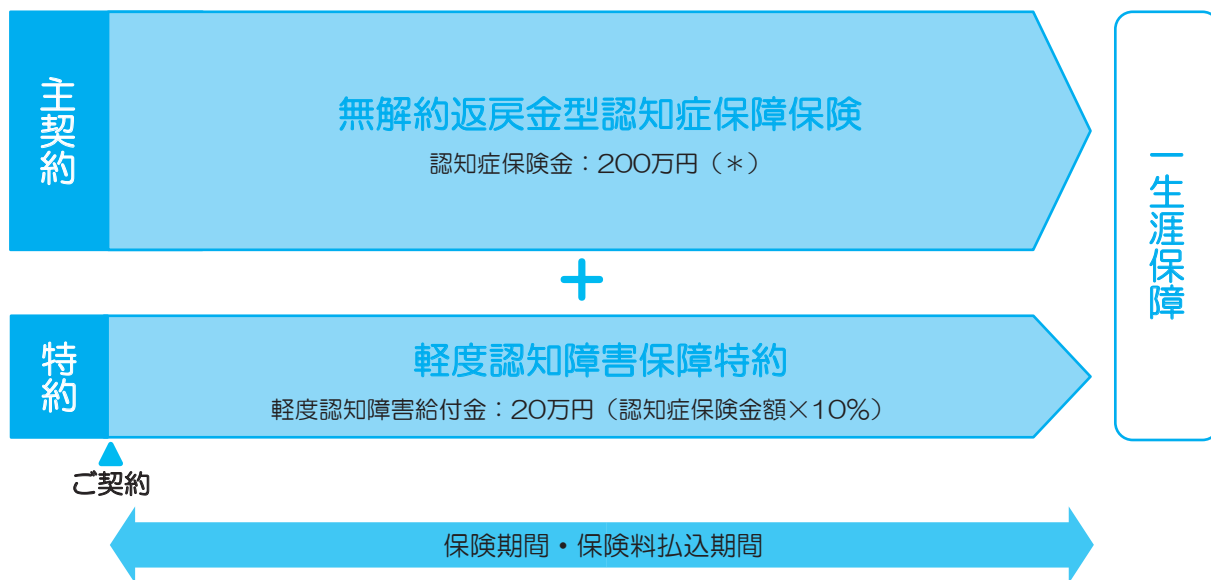 主契約
無解約返戻金型認知症保障保険
認知症保険金：200万円（＊）
一生涯保障
＋
特約
軽度認知障害保障特約
軽度認知障害給付金：20万円（認知症保険金額×10％）
ご契約
保険期間・保険料払込期間